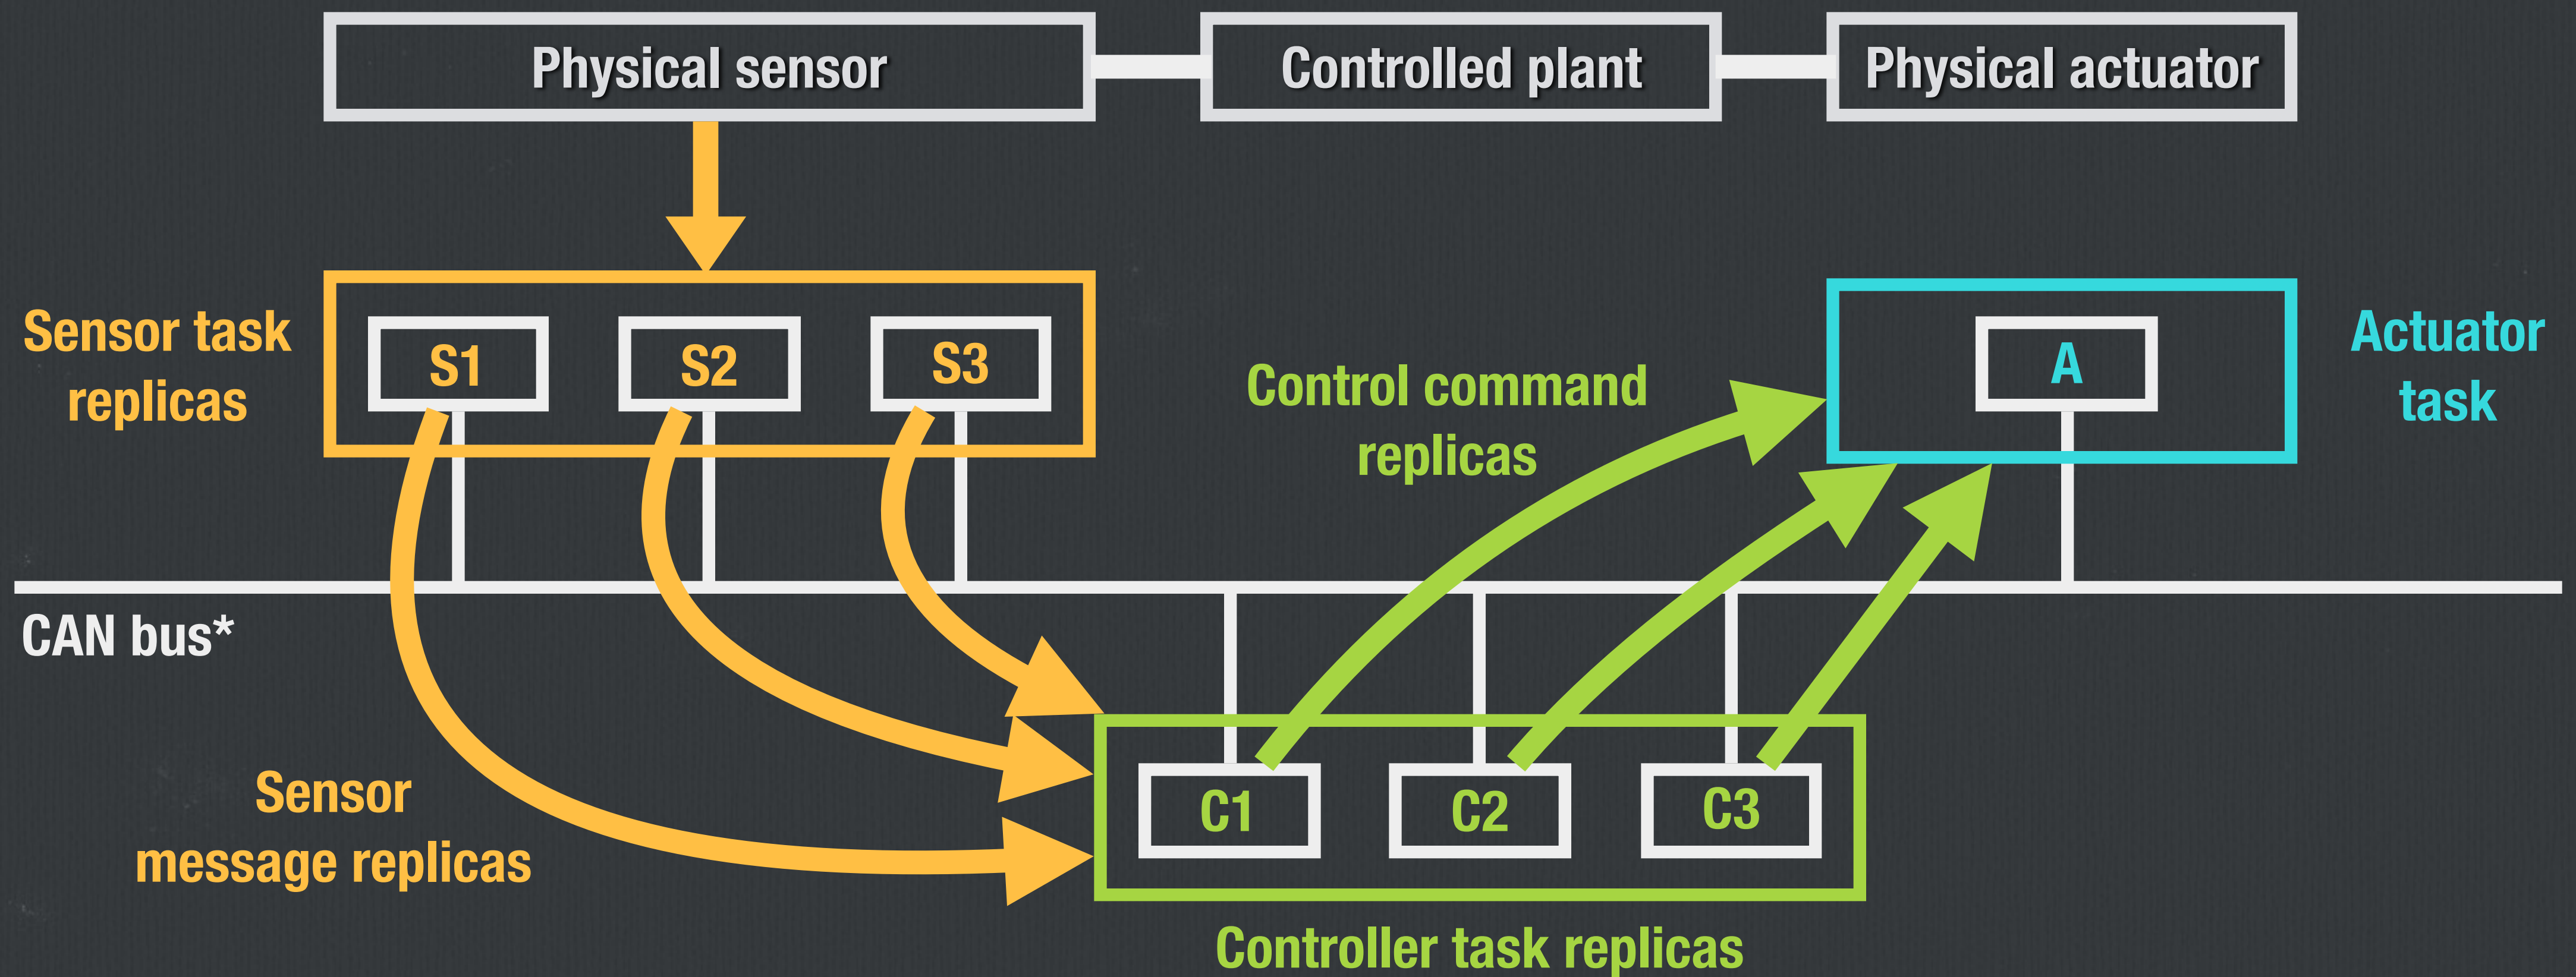 Physical sensor
Controlled plant
Physical actuator
Sensor task
replicas
S1
S2
S3
Control command
replicas
A
Actuator
task
CAN bus*
Sensor
message replicas
C1
C2
C3
Controller task replicas